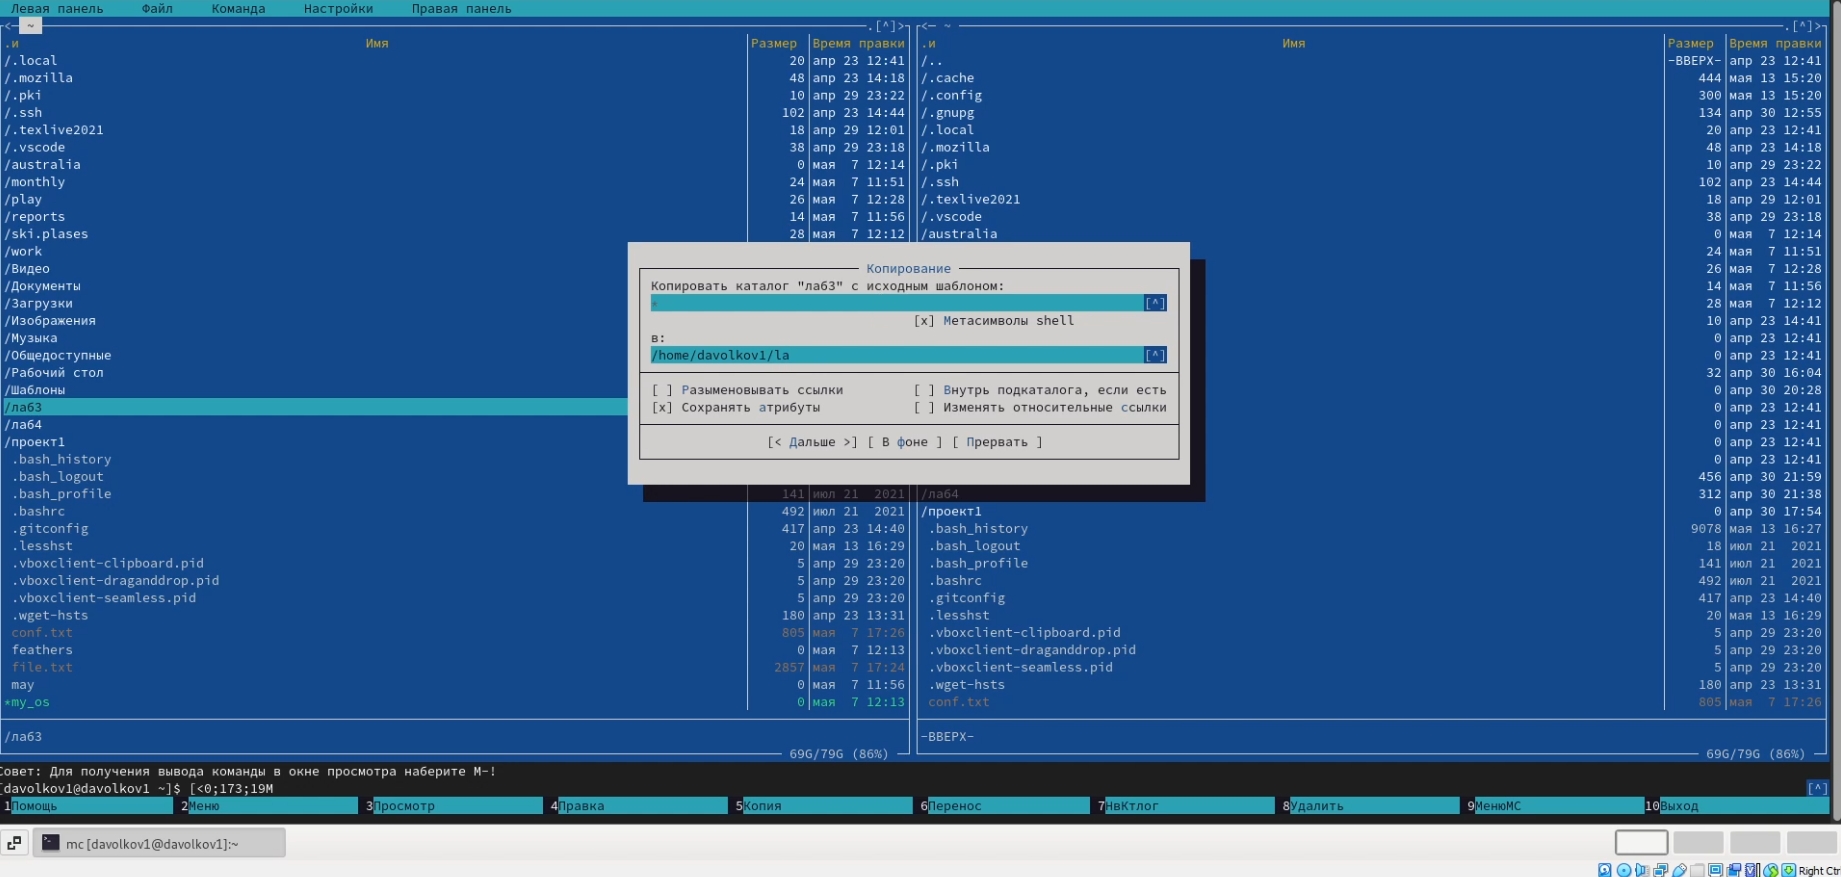 Левая панель Файл Команда Настройки Правая панель
<─ ~ .[^]> <─ ~ .[^]>
.и Имя Размер Время правки .и Имя Размер Время правки
/.local 20 апр 23 12:41 /.. -ВВЕРХ- апр 23 12:41
/.mozilla 48 апр 23 14:18 /.cache 444 мая 13 15:20
/.pki 10 апр 29 23:22 /.config 300 мая 13 15:20
/.ssh 102 апр 23 14:44 /.gnupg 134 апр 30 12:55
/.texlive2021 18 апр 29 12:01 /.local 20 апр 23 12:41
/.vscode 38 апр 29 23:18 /.mozilla 48 апр 23 14:18
/australia 0 мая 7 12:14 /.pki 10 апр 29 23:22
/monthly 24 мая 7 11:51 /.ssh 102 апр 23 14:44
/play 26 мая 7 12:28 /.texlive2021 18 апр 29 12:01
/reports 14 мая 7 11:56 /.vscode 38 апр 29 23:18
/ski.plases 28 мая 7 12:12 /australia 0 мая 7 12:14
/work 24 мая 7 11:51
/Видео Копирование 26 мая 7 12:28
/Документы Копировать каталог "лаб3" с исходным шаблоном: 14 мая 7 11:56
/Загрузки * [^] 28 мая 7 12:12
/Изображения [x] Метасимволы shell 10 апр 23 14:41
/Музыка в: 0 апр 23 12:41
/Общедоступные /home/davolkov1/la [^] 0 апр 23 12:41
/Рабочий стол 32 апр 30 16:04
/Шаблоны [ ] Разыменовывать ссылки [ ] Внутрь подкаталога, если есть 0 апр 30 20:28
/лаб3 [x] Сохранять атрибуты [ ] Изменять относительные ссылки 0 апр 23 12:41
/лаб4 0 апр 23 12:41
/проект1 [< Дальше >] [ В фоне ] [ Прервать ] 0 апр 23 12:41
.bash_history 0 апр 23 12:41
.bash_logout 456 апр 30 21:59
.bash_profile 141 июл 21 2021 /лаб4 312 апр 30 21:38
.bashrc 492 июл 21 2021 /проект1 0 апр 30 17:54
.gitconfig 417 апр 23 14:40 .bash_history 9078 мая 13 16:27
.lesshst 20 мая 13 16:29 .bash_logout 18 июл 21 2021
.vboxclient-clipboard.pid 5 апр 29 23:20 .bash_profile 141 июл 21 2021
.vboxclient-draganddrop.pid 5 апр 29 23:20 .bashrc 492 июл 21 2021
.vboxclient-seamless.pid 5 апр 29 23:20 .gitconfig 417 апр 23 14:40
.wget-hsts 180 апр 23 13:31 .lesshst 20 мая 13 16:29
conf.txt 805 мая 7 17:26 .vboxclient-clipboard.pid 5 апр 29 23:20
feathers 0 мая 7 12:13 .vboxclient-draganddrop.pid 5 апр 29 23:20
file.txt 2857 мая 7 17:24 .vboxclient-seamless.pid 5 апр 29 23:20
may 0 мая 7 11:56 .wget-hsts 180 апр 23 13:31
*my_os 0 мая 7 12:13 conf.txt 805 мая 7 17:26
/лаб3 -ВВЕРХ-
69G/79G (86%) 69G/79G (86%)
Совет: Для получения вывода команды в окне просмотра наберите M-!
[davolkov1@davolkov1 ~]$ [<0;173;19M [^]
1Помощь 2Меню 3Просмотр 4Правка 5Копия 6Перенос 7НвКтлог 8Удалить 9МенюMC 10Выход
mc [davolkov1@davolkov1]:~
Right Ctrl